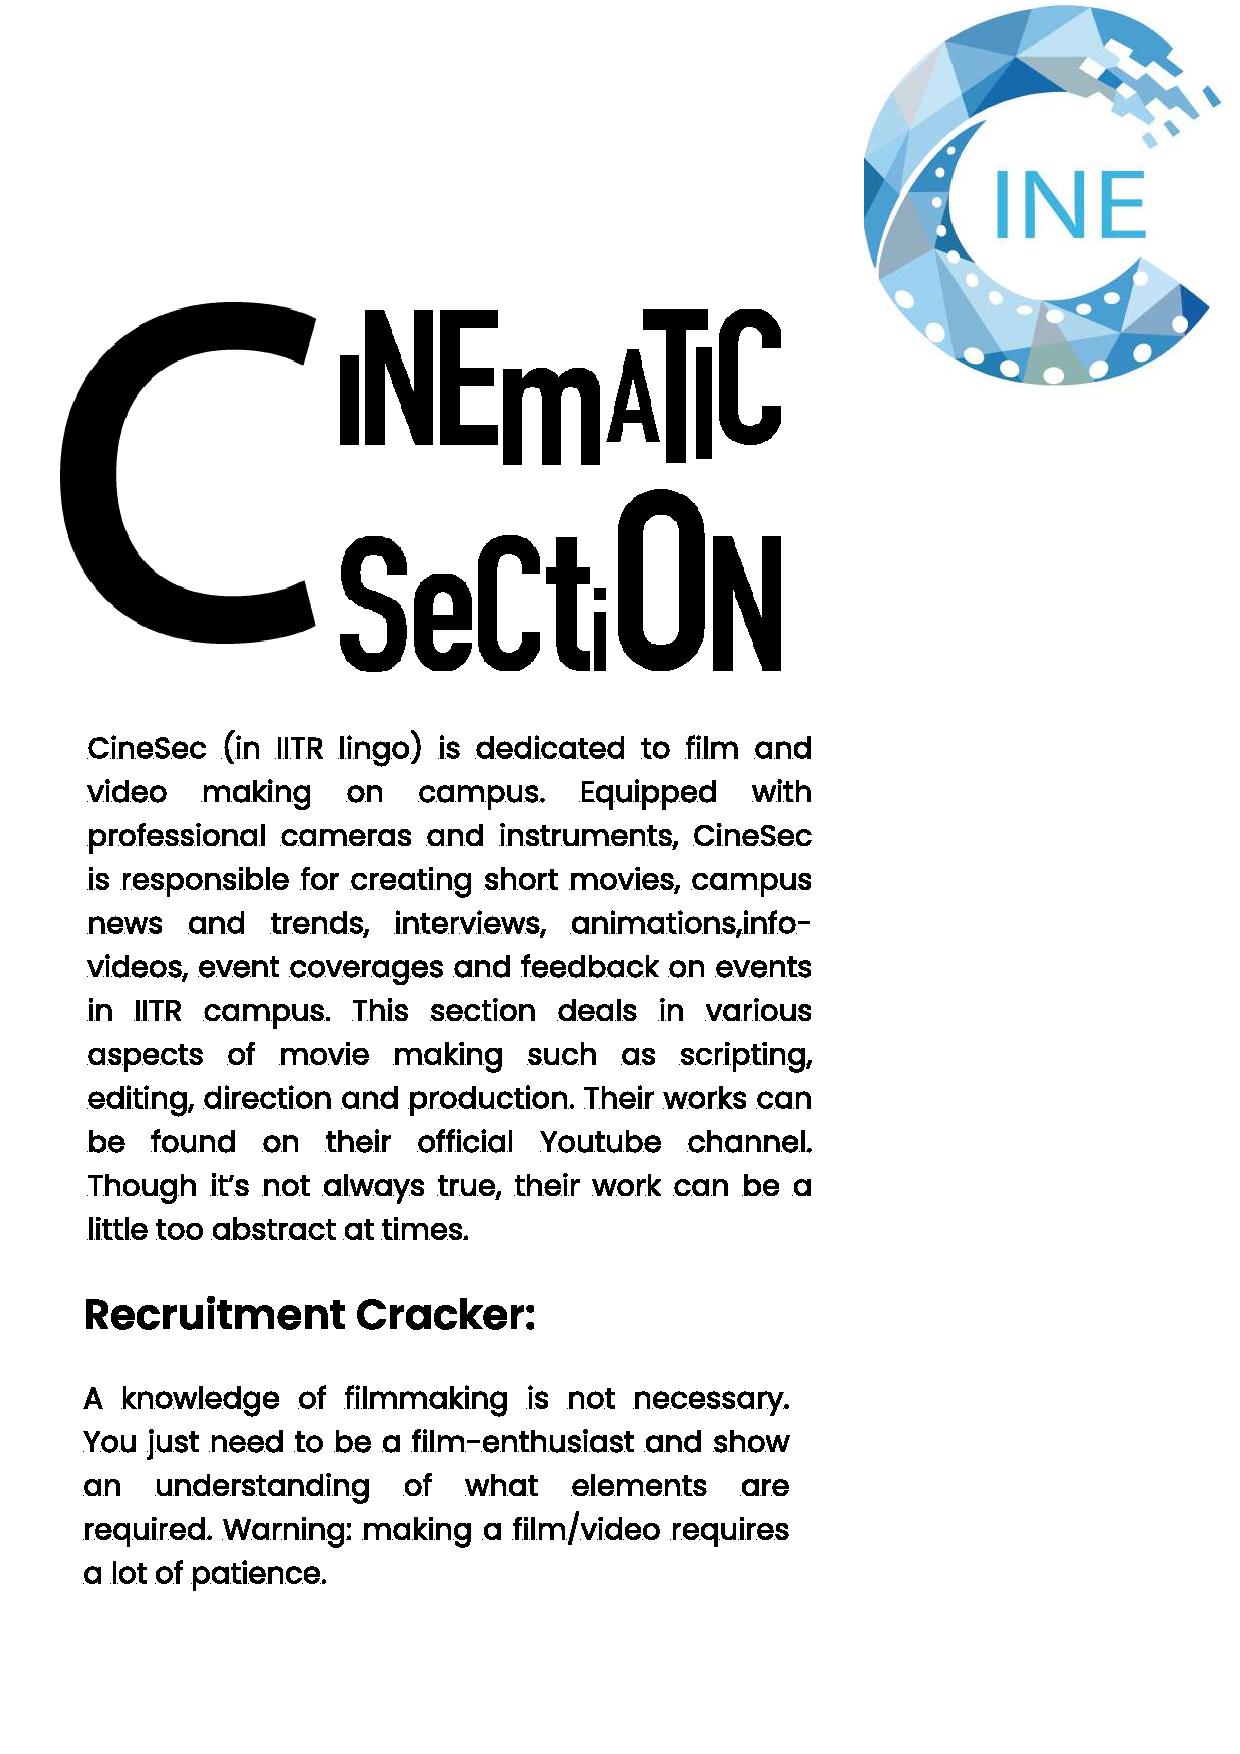 CINE
C
iNEmATIC
SeCtiON
CineSec (in IITR lingo) is dedicated to film and
video making on campus. Equipped with
professional cameras and instruments, CineSec
is responsible for creating short movies, campus
news and trends, interviews, animations,info-
videos, event coverages and feedback on events
in IITR campus. This section deals in various
aspects of movie making such as scripting,
editing, direction and production. Their works can
be found on their official Youtube channel.
Though it’s not always true, their work can be a
little too abstract at times.
Recruitment Cracker:
A knowledge of filmmaking is not necessary.
You just need to be a film-enthusiast and show
an understanding of what elements are
required. Warning: making a film/video requires
a lot of patience.